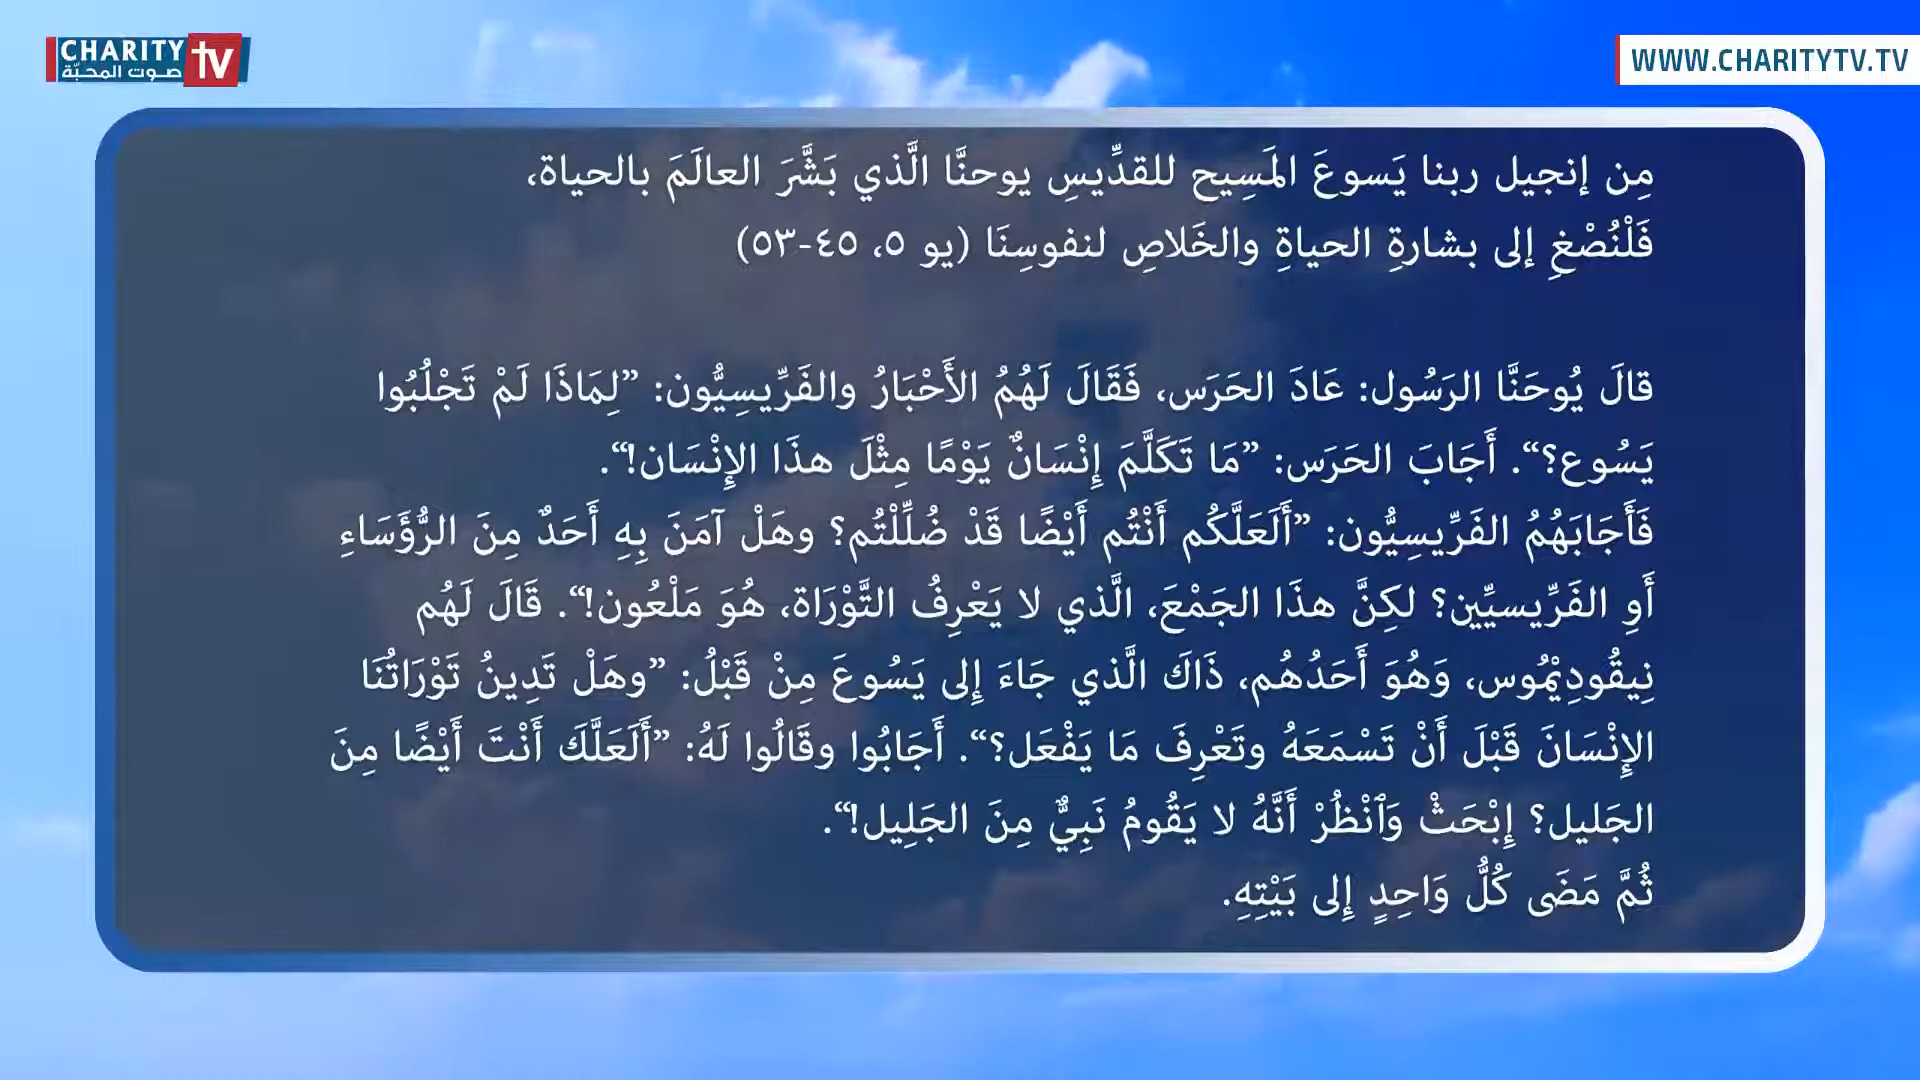 CHARITY tv
صوت المحبّة
WWW.CHARITYTV.TV
مِن إنجيل ربنا يَسوعَ المَسِيح للقدِّيسِ يوحنَّا الَّذي بَشَّرَ العالَمَ بالحياة،
فَلْنُصْغِ إلى بشارةِ الحياةِ والخَلاصِ لنفوسِنَا (يو ٥، ٤٥-٥٣)
قالَ يُوحَنَّا الرَسُول: عَادَ الحَرَس، فَقَالَ لَهُمُ الأَحْبَارُ والفَرِّيسِيُّون: ”لِمَاذَا لَمْ تَجْلُبُوا
يَسُوع؟“. أَجَابَ الحَرَس: ”مَا تَكَلَّمَ إِنْسَانٌ يَوْمًا مِثْلَ هذَا الإِنْسَان!“.
فَأَجَابَهُمُ الفَرِّيسِيُّون: ”أَلَعَلَّكُم أَنْتُم أَيْضًا قَدْ ضُلِّلْتُم؟ وهَلْ آمَنَ بِهِ أَحَدٌ مِنَ الرُّؤَسَاءِ
أَوِ الفَرِّيسيِّين؟ لكِنَّ هذَا الجَمْعَ، الَّذي لا يَعْرِفُ التَّوْرَاة، هُوَ مَلْعُون!“. قَالَ لَهُم
نِيقُودِيْمُوس، وَهُوَ أَحَدُهُم، ذَاكَ الَّذي جَاءَ إِلى يَسُوعَ مِنْ قَبْلُ: ”وهَلْ تَدِينُ تَوْرَاتُنَا
الإِنْسَانَ قَبْلَ أَنْ تَسْمَعَهُ وتَعْرِفَ مَا يَفْعَل؟“. أَجَابُوا وقَالُوا لَهُ: ”أَلَعَلَّكَ أَنْتَ أَيْضًا مِنَ
الجَليل؟ إِبْحَثْ وَٱنْظُرْ أَنَّهُ لا يَقُومُ نَبِيٌّ مِنَ الجَلِيل!“.
ثُمَّ مَضَى كُلُّ وَاحِدٍ إِلى بَيْتِهِ.